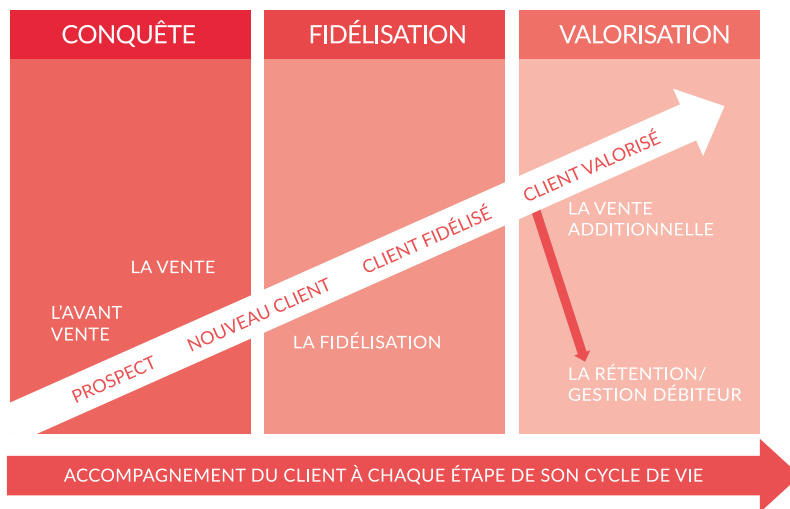 CONQUÊTE
FIDÉLISATION
VALORISATION
LA VENTE
L'AVANT
VENTE
PROSPECT
NOUVEAU CLIENT
CLIENT FIDÉLISÉ
CLIENT VALORISÉ
LA FIDÉLISATION
LA VENTE
ADDITIONNELLE
LA RÉTENTION/
GESTION DÉBITEUR
ACCOMPAGNEMENT DU CLIENT À CHAQUE ÉTAPE DE SON CYCLE DE VIE